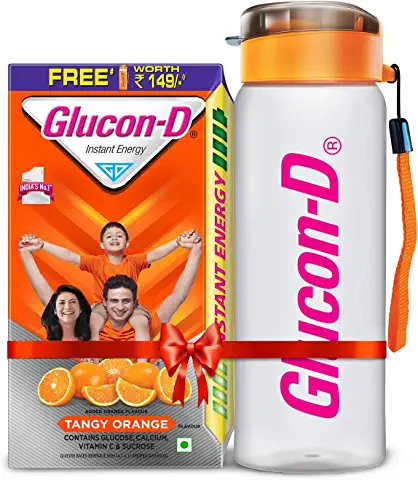 FREE* WORTH
₹ 149/-◊
Glucon-D®
Instant Energy
1
INDIA'S No.1*
INSTANT ENERGY
ADDED ORANGE FLAVOUR
TANGY ORANGE FLAVOUR
CONTAINS GLUCOSE, CALCIUM,
VITAMIN C & SUCROSE
Glucon-D®